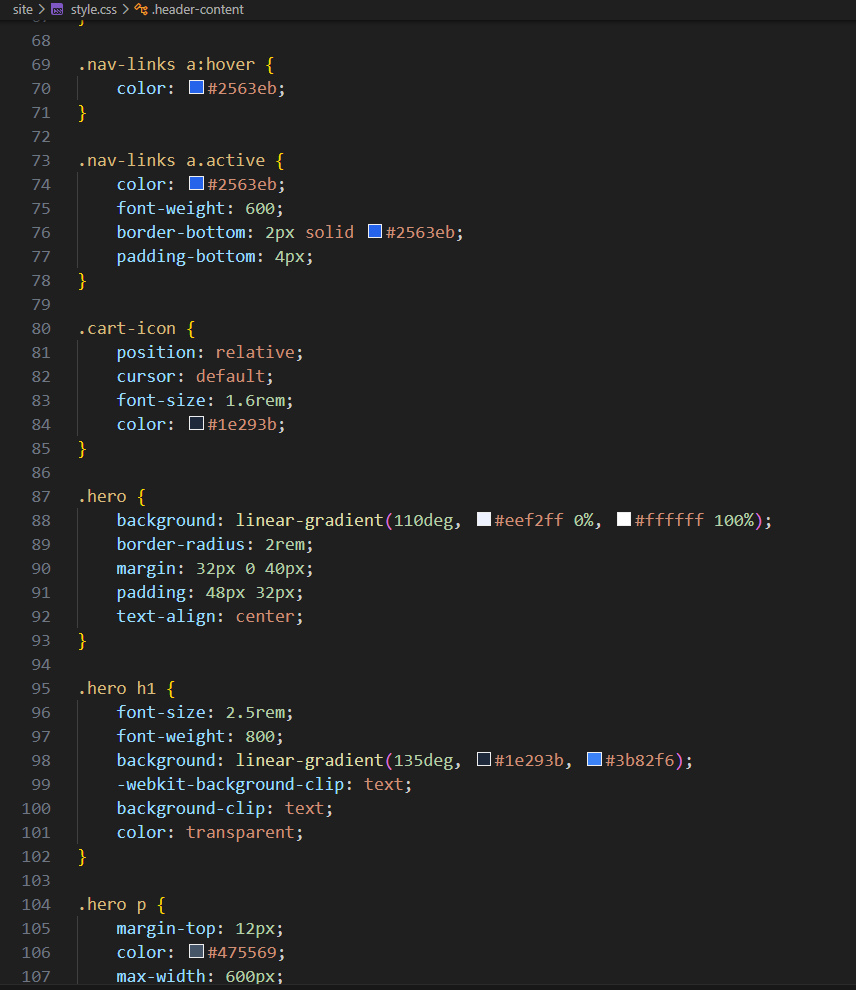 site > style.css > .header-content
67 }
68
69 .nav-links a:hover {
70     color: #2563eb;
71 }
72
73 .nav-links a.active {
74     color: #2563eb;
75     font-weight: 600;
76     border-bottom: 2px solid #2563eb;
77     padding-bottom: 4px;
78 }
79
80 .cart-icon {
81     position: relative;
82     cursor: default;
83     font-size: 1.6rem;
84     color: #1e293b;
85 }
86
87 .hero {
88     background: linear-gradient(110deg, #eef2ff 0%, #ffffff 100%);
89     border-radius: 2rem;
90     margin: 32px 0 40px;
91     padding: 48px 32px;
92     text-align: center;
93 }
94
95 .hero h1 {
96     font-size: 2.5rem;
97     font-weight: 800;
98     background: linear-gradient(135deg, #1e293b, #3b82f6);
99     -webkit-background-clip: text;
100     background-clip: text;
101     color: transparent;
102 }
103
104 .hero p {
105     margin-top: 12px;
106     color: #475569;
107     max-width: 600px;